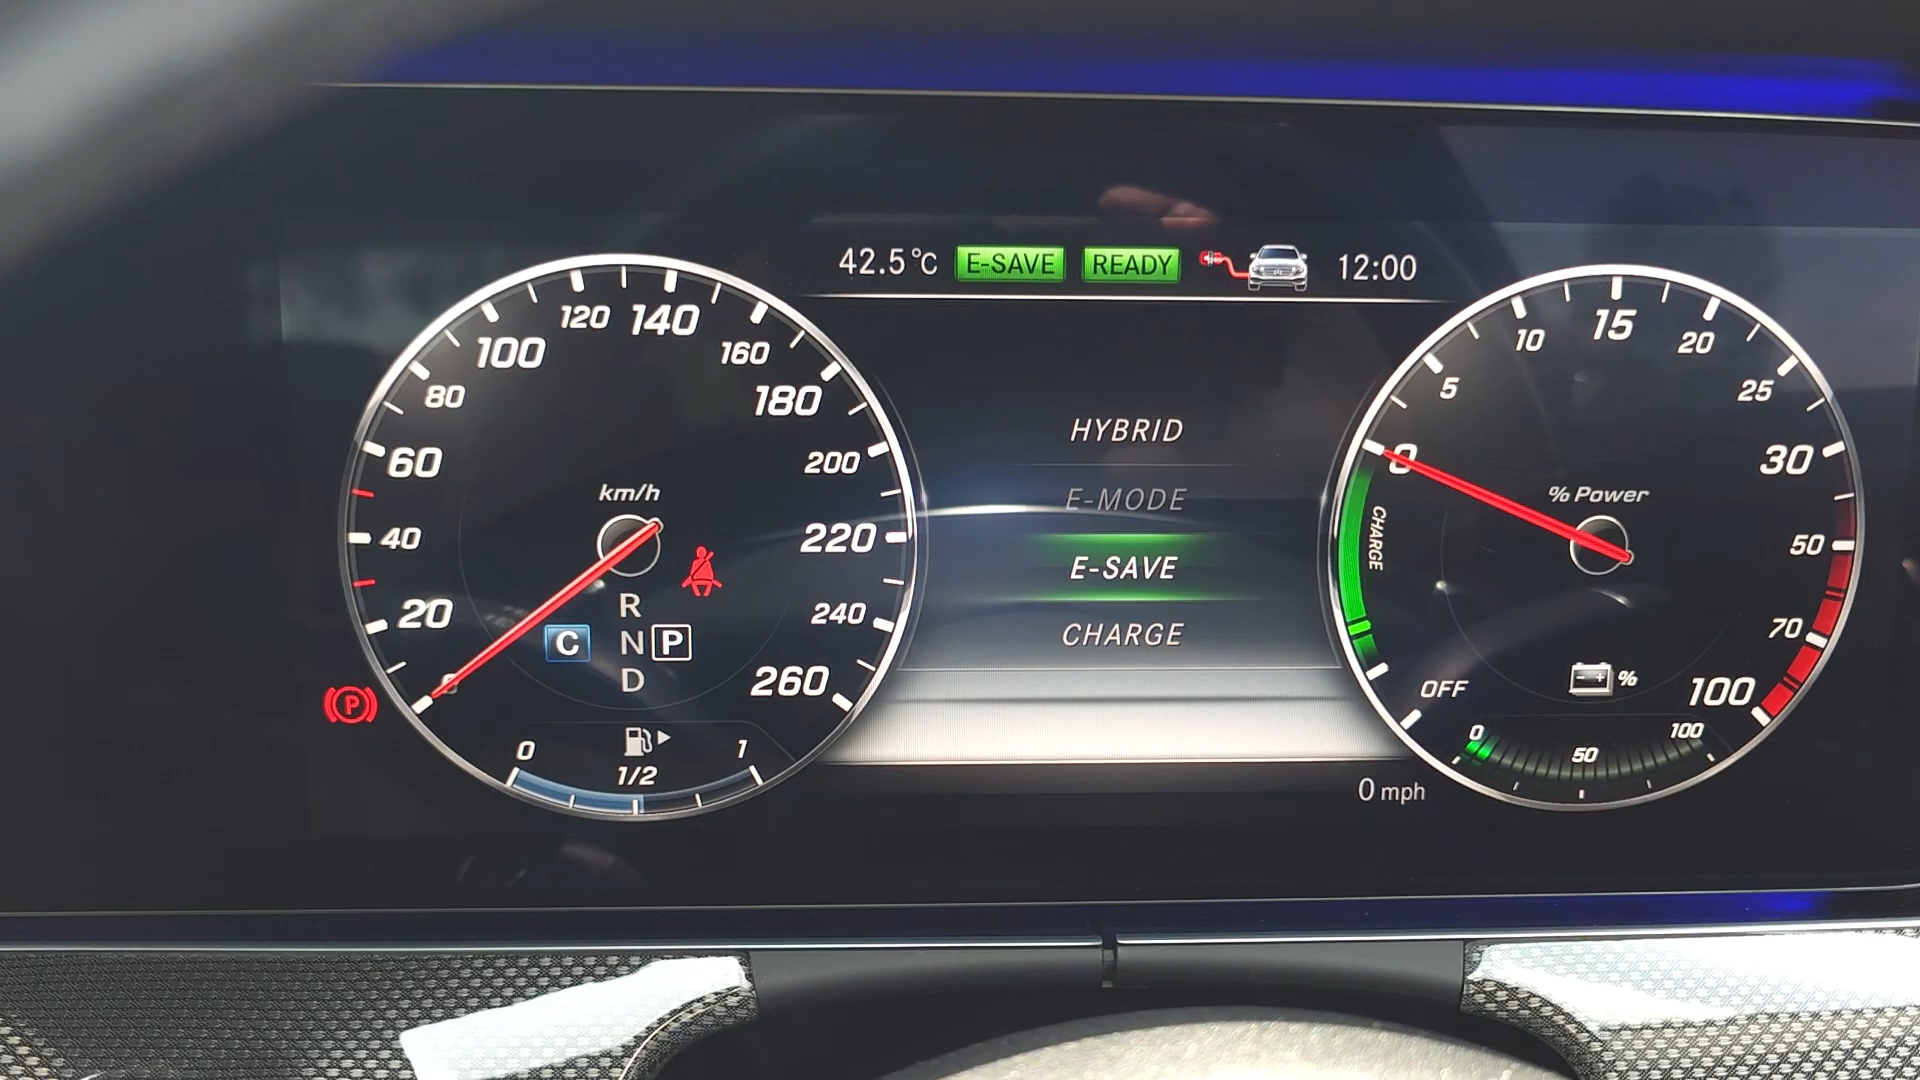 42.5°C E-SAVE READY 12:00
120 140
100 160
80 180
60 200
km/h
40 220
20 240
0 260
R
C N P
D
P
0 1
1/2
HYBRID
E-MODE
E-SAVE
CHARGE
0 mph
15
10 20
5 25
0 30
% Power
CHARGE
50
70
OFF 100
- + %
0 50 100